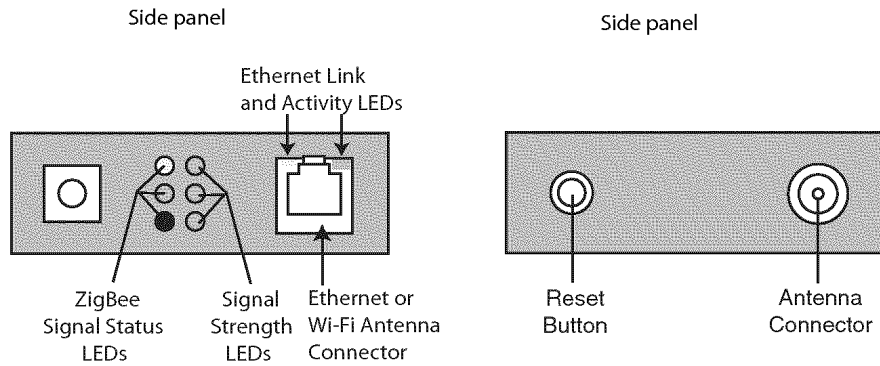 Side panel
Side panel
Ethernet Link
and Activity LEDs
ZigBee
Signal Status
LEDs
Signal
Strength
LEDs
Ethernet or
Wi-Fi Antenna
Connector
Reset
Button
Antenna
Connector